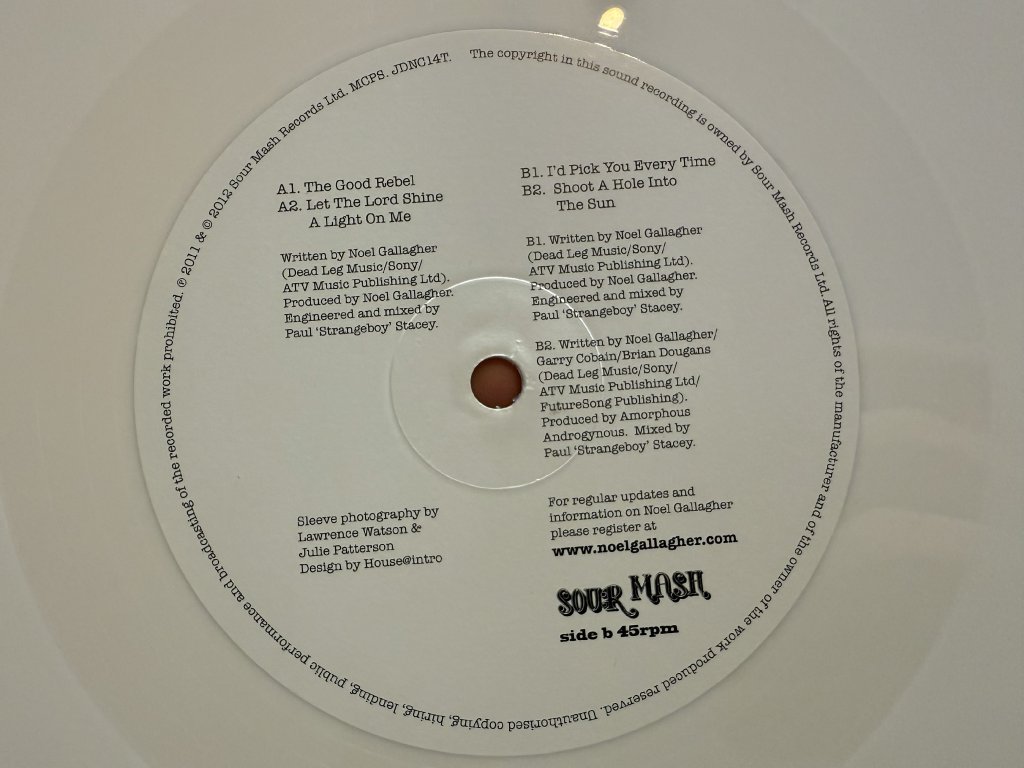 The copyright in this sound recording is owned by Sour Mash Records Ltd. All rights of the manufacturer and of the owner of the work produced reserved. Unauthorised copying, hiring, lending, public performance and broadcasting of the recorded work prohibited. ℗ 2011 & © 2012 Sour Mash Records Ltd. MCPS. JDNC14T.
A1. The Good Rebel
A2. Let The Lord Shine
A Light On Me
Written by Noel Gallagher
(Dead Leg Music/Sony/
ATV Music Publishing Ltd).
Produced by Noel Gallagher.
Engineered and mixed by
Paul ‘Strangeboy’ Stacey.
Sleeve photography by
Lawrence Watson &
Julie Patterson
Design by House@intro
B1. I’d Pick You Every Time
B2. Shoot A Hole Into
The Sun
B1. Written by Noel Gallagher
(Dead Leg Music/Sony/
ATV Music Publishing Ltd).
Produced by Noel Gallagher.
Engineered and mixed by
Paul ‘Strangeboy’ Stacey.
B2. Written by Noel Gallagher/
Garry Cobain/Brian Dougans
(Dead Leg Music/Sony/
ATV Music Publishing Ltd/
FutureSong Publishing).
Produced by Amorphous
Androgynous. Mixed by
Paul ‘Strangeboy’ Stacey.
For regular updates and
information on Noel Gallagher
please register at
www.noelgallagher.com
SOUR MASH
side b 45rpm